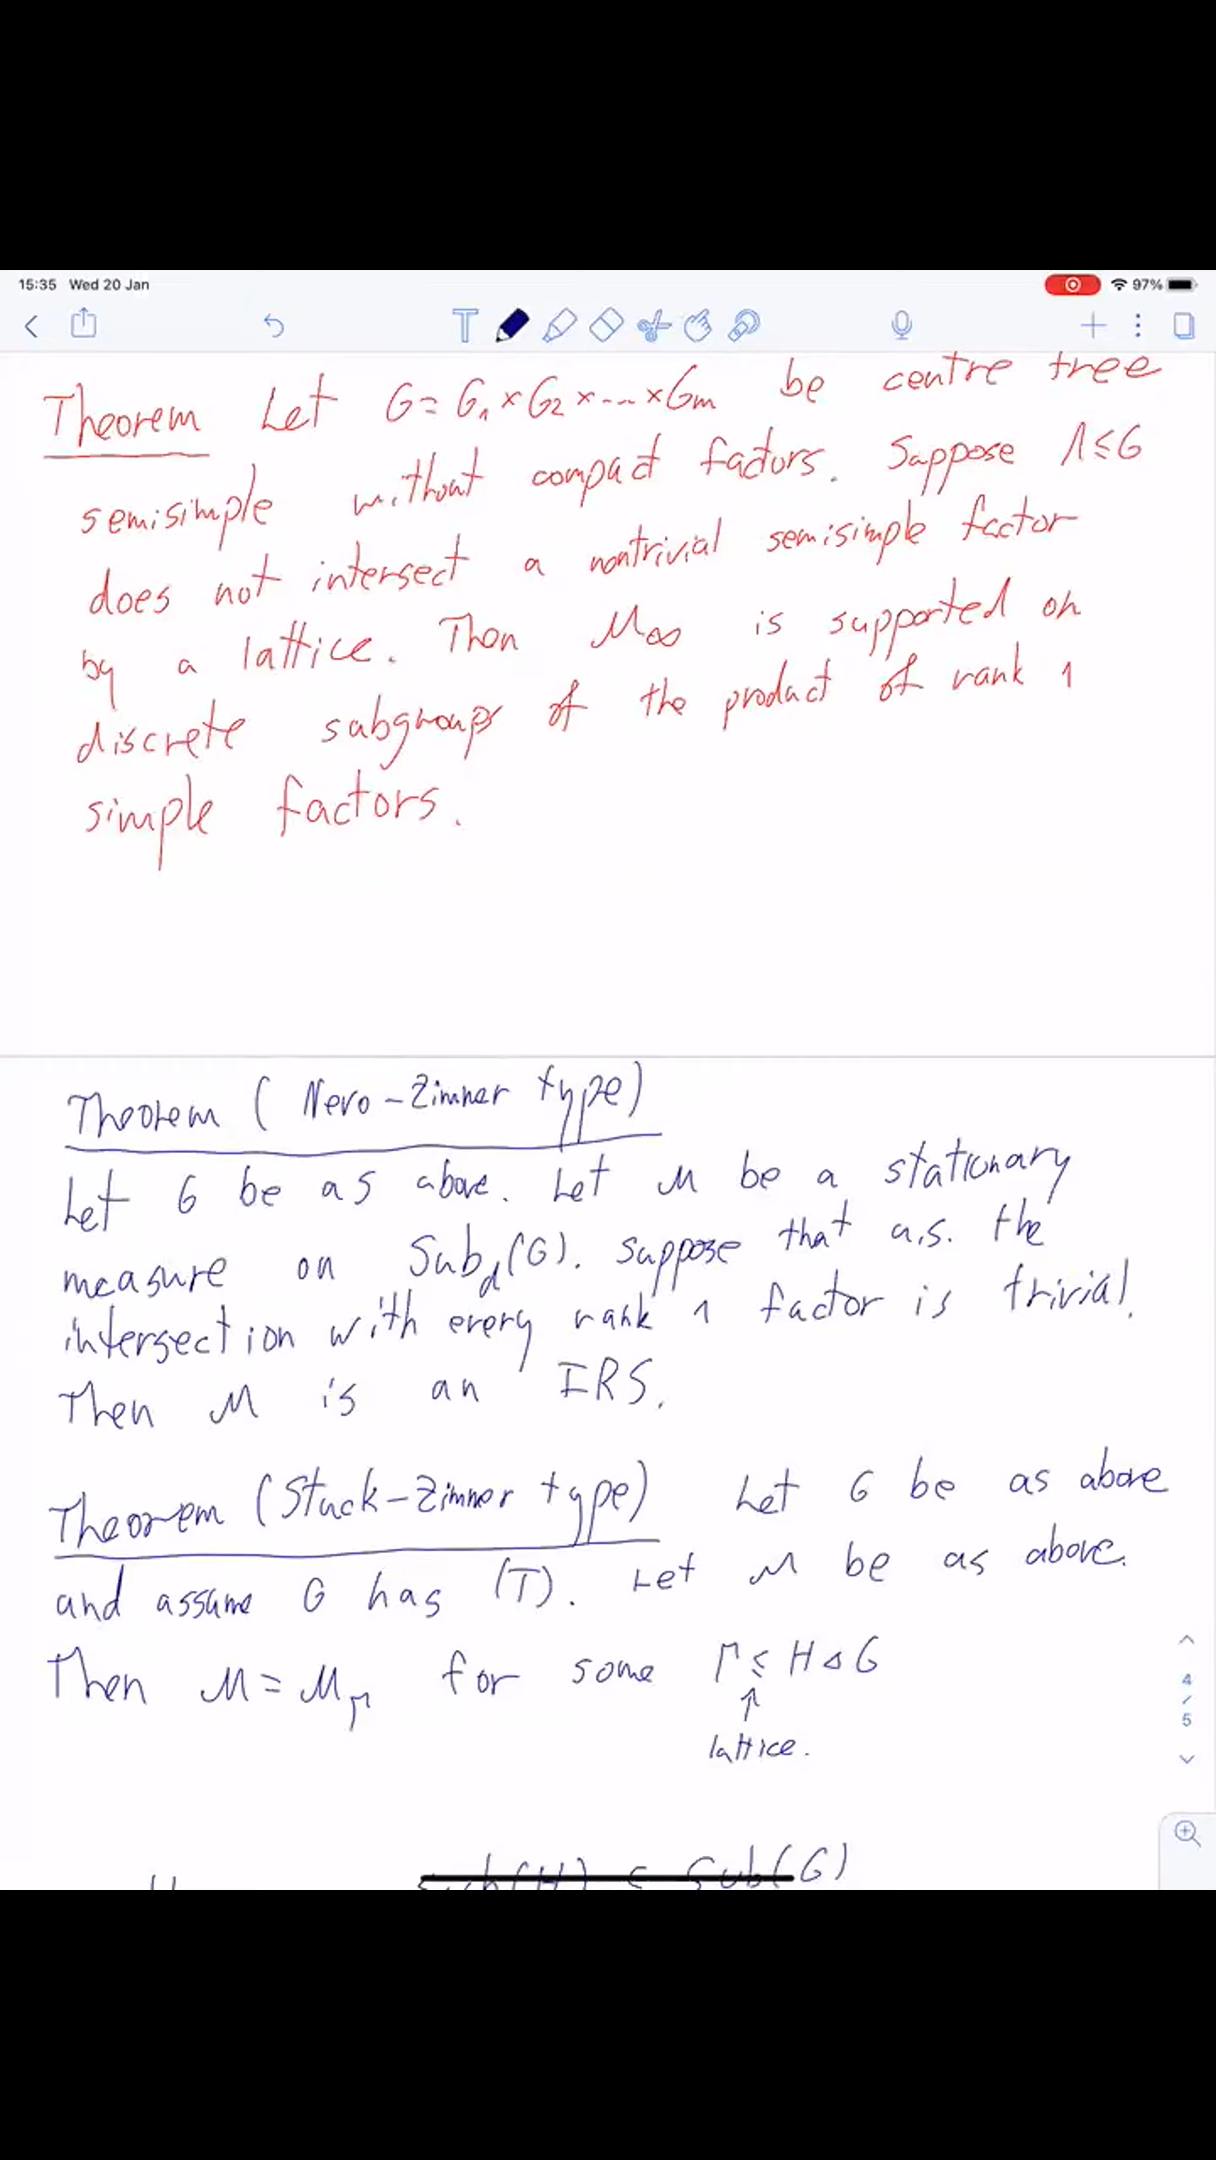 15:35 Wed 20 Jan 97%
Theorem Let G = G₁ × G₂ × ... × Gm be centre free
semisimple without compact factors. Suppose Λ ≤ G
does not intersect a nontrivial semisimple factor
by a lattice. Then μ∞ is supported on
discrete subgroups of the product of rank 1
simple factors.
Theorem (Nevo-Zimmer type)
Let G be as above. Let μ be a stationary
measure on Sub_d(G). Suppose that a.s. the
intersection with every rank 1 factor is trivial.
Then μ is an IRS.
Theorem (Stuck-Zimmer type) Let G be as above
and assume G has (T). Let μ be as above.
Then μ = μ_Γ for some Γ ≤ H ⊲ G
↑
lattice.
4
/
5
Sub(H) ⊂ Sub(G)